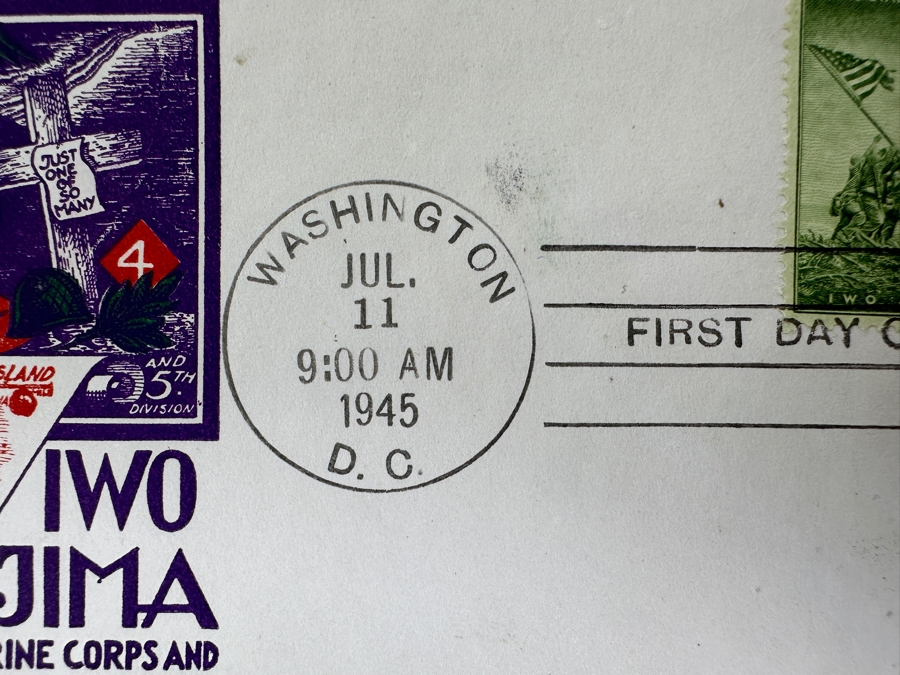 JUST
ONE
OF
SO
MANY
4
AND
5TH
DIVISION
IWO
JIMA
CORPS AND
WASHINGTON
JUL.
11
9:00 AM
1945
D. C.
FIRST DAY
IWO